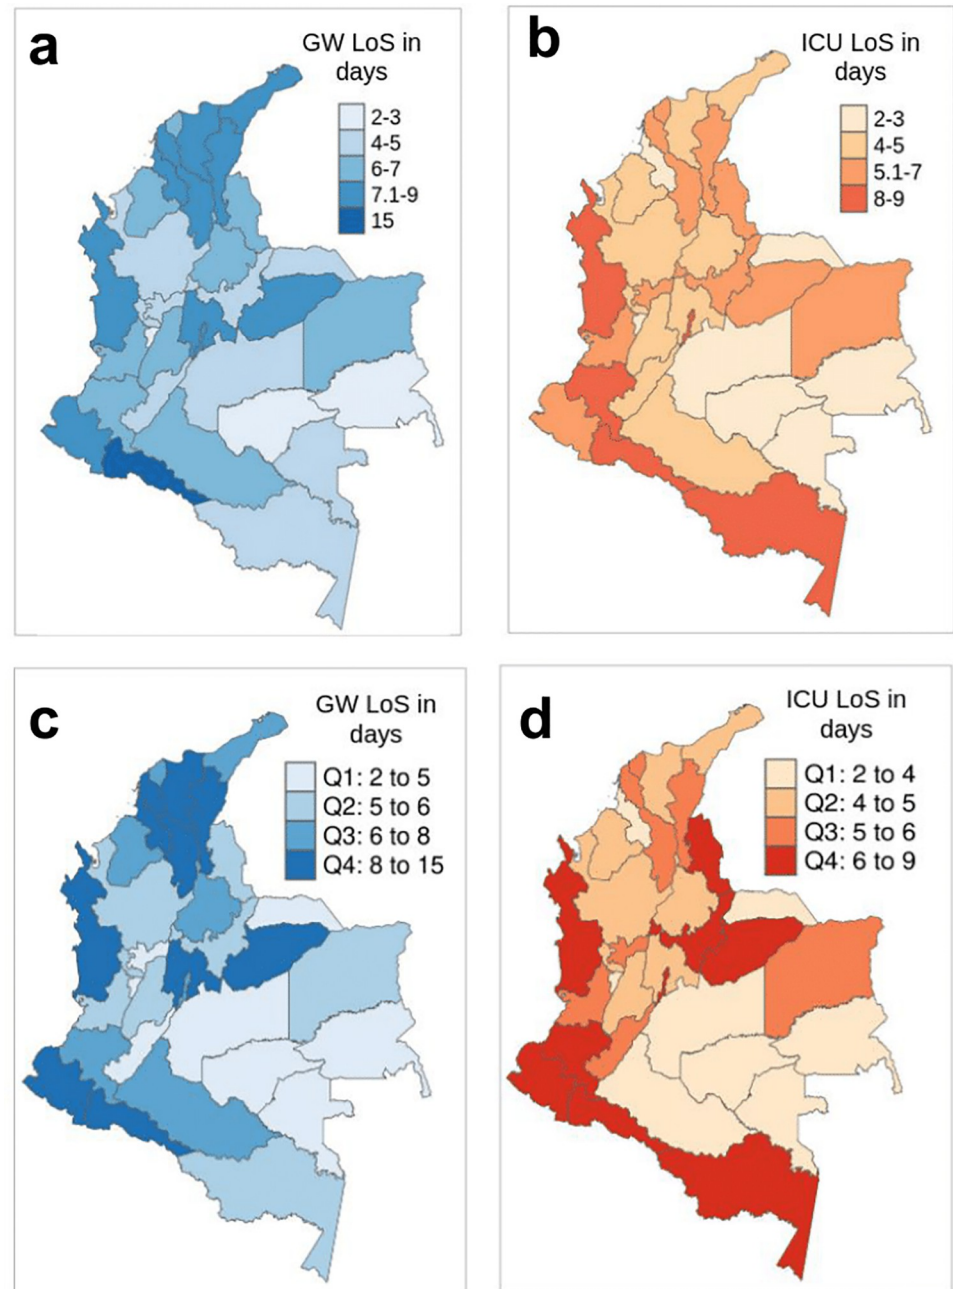 a
GW LoS in
days
2-3
4-5
6-7
7.1-9
15
b
ICU LoS in
days
2-3
4-5
5.1-7
8-9
c
GW LoS in
days
Q1: 2 to 5
Q2: 5 to 6
Q3: 6 to 8
Q4: 8 to 15
d
ICU LoS in
days
Q1: 2 to 4
Q2: 4 to 5
Q3: 5 to 6
Q4: 6 to 9